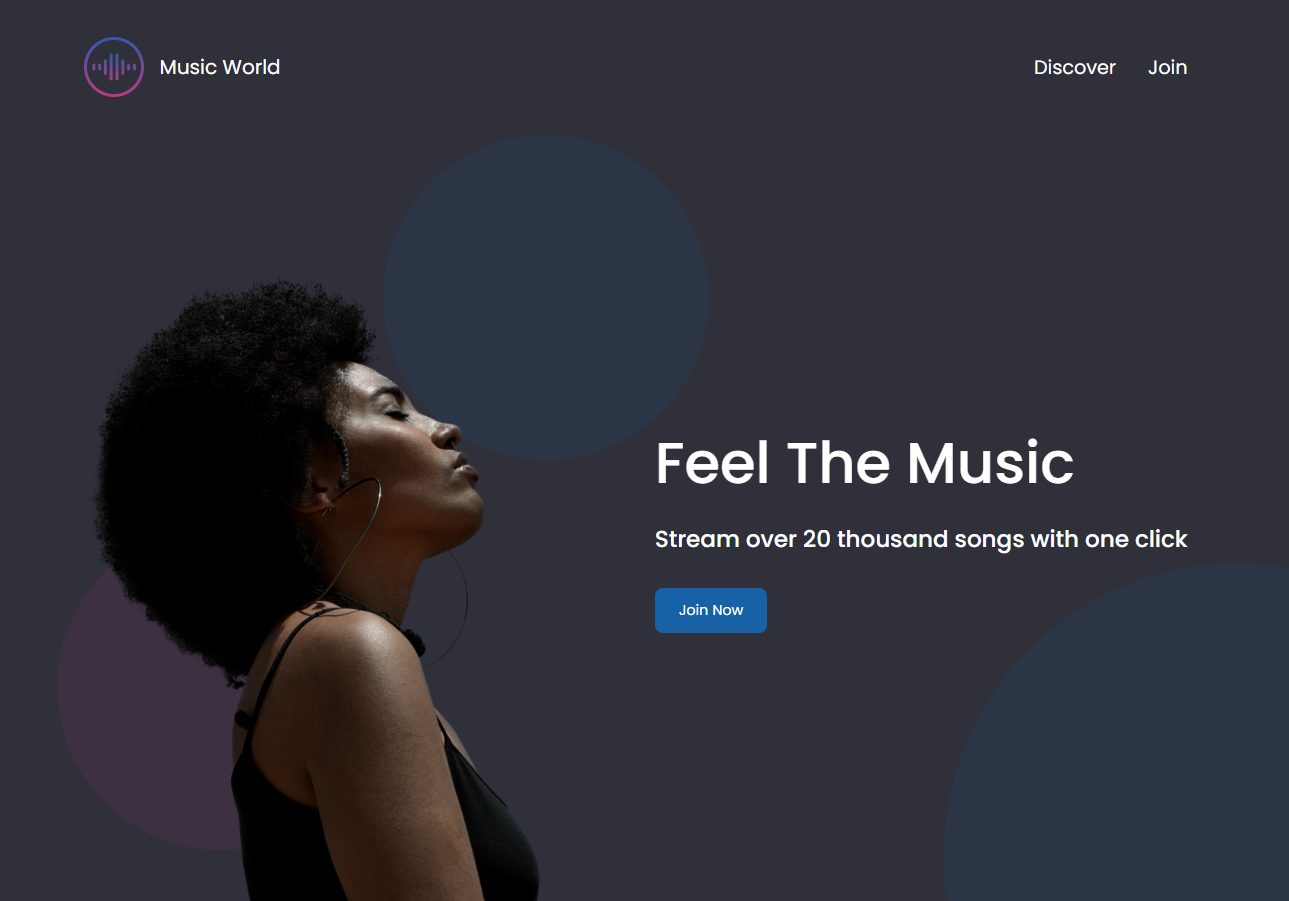 Music World
Discover
Join
Feel The Music
Stream over 20 thousand songs with one click
Join Now